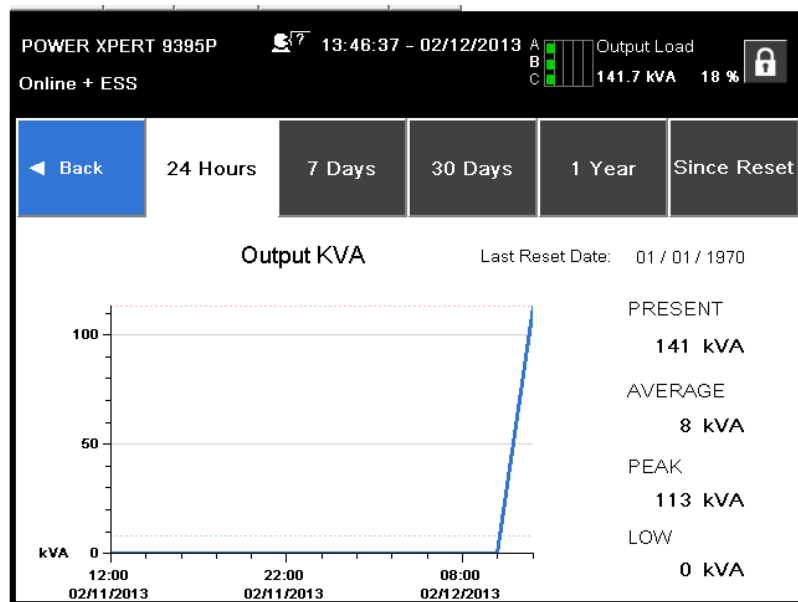 POWER XPERT 9395P
? 13:46:37 - 02/12/2013
A
B
C
Output Load
141.7 kVA 18 %
Online + ESS
Back
24 Hours
7 Days
30 Days
1 Year
Since Reset
Output KVA
Last Reset Date: 01 / 01 / 1970
100
50
kVA 0
12:00
02/11/2013
22:00
02/11/2013
08:00
02/12/2013
PRESENT
141 kVA
AVERAGE
8 kVA
PEAK
113 kVA
LOW
0 kVA